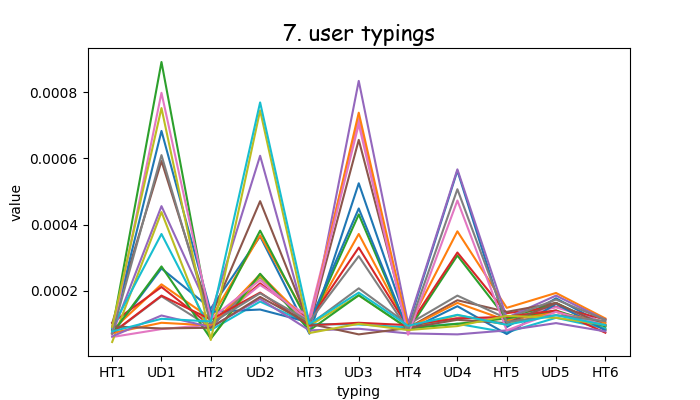 7. user typings
value
0.0008
0.0006
0.0004
0.0002
HT1 UD1 HT2 UD2 HT3 UD3 HT4 UD4 HT5 UD5 HT6
typing